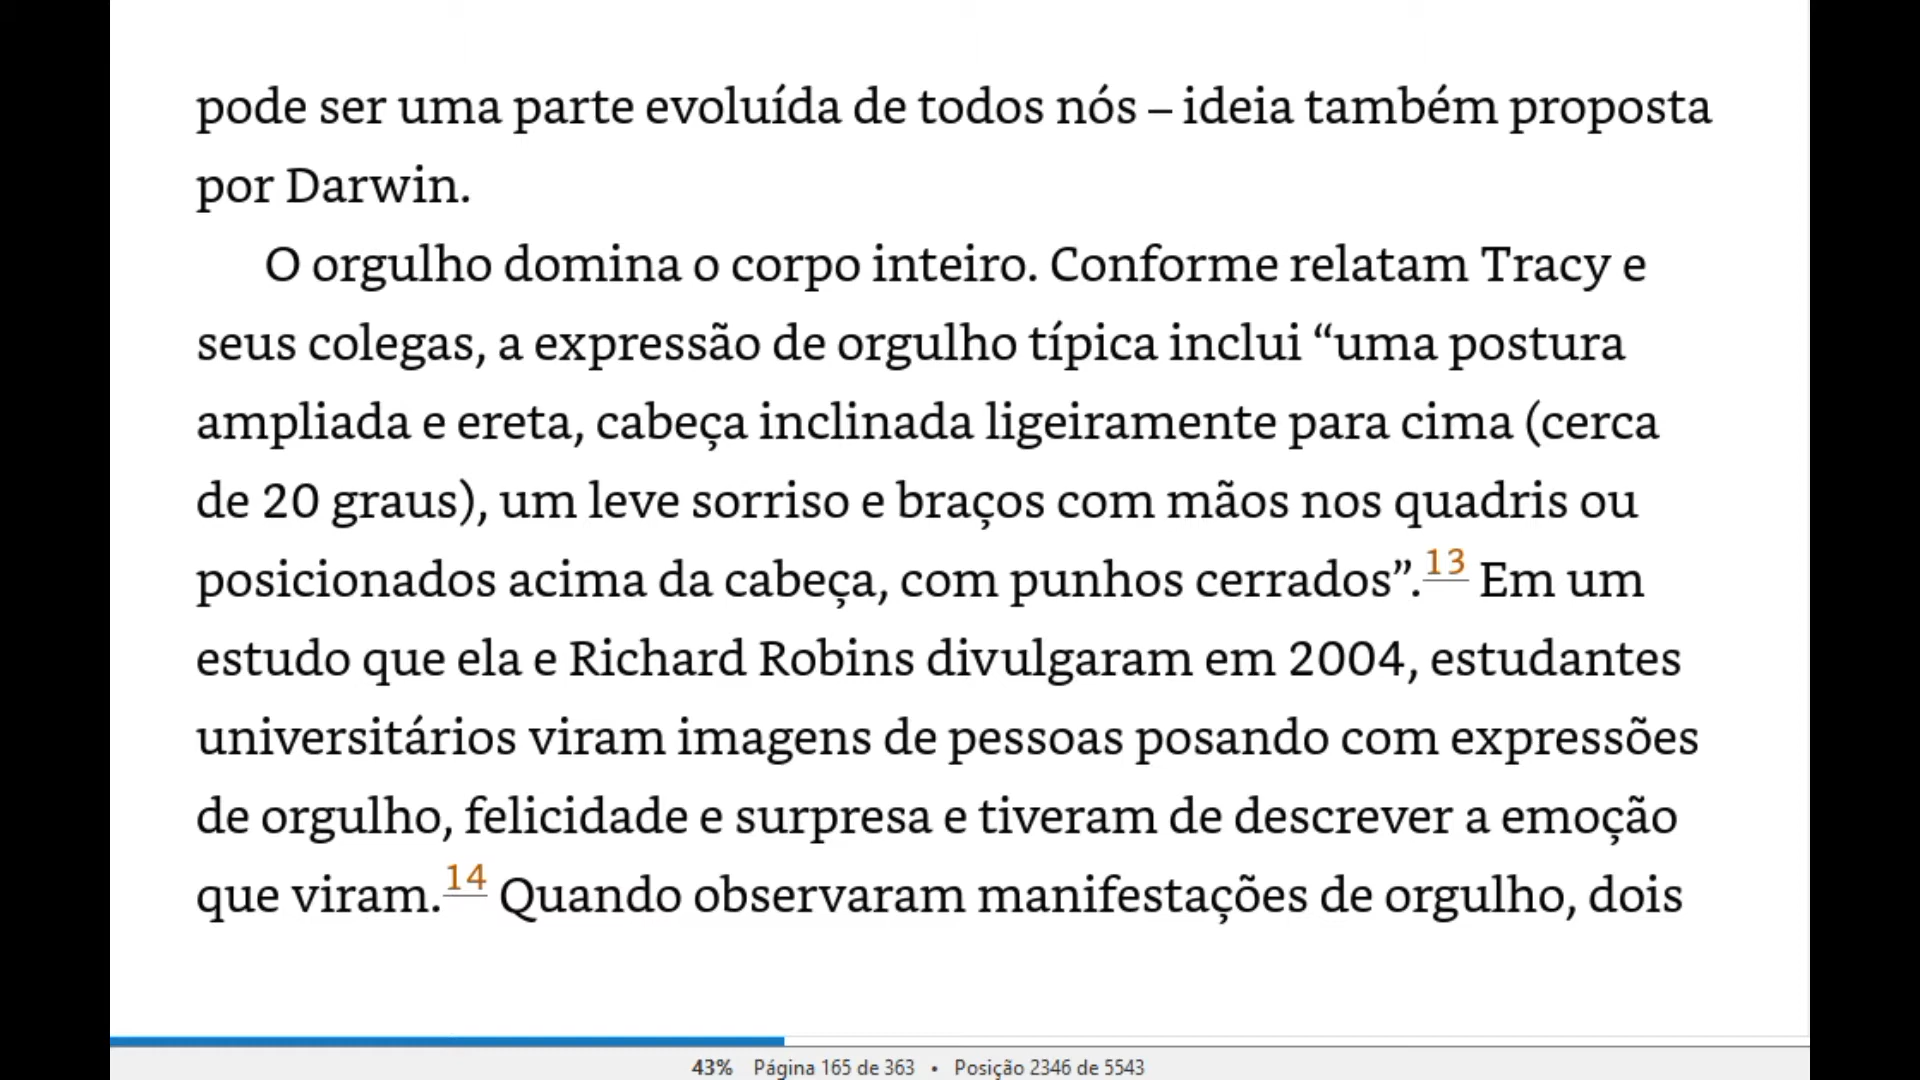 pode ser uma parte evoluída de todos nós – ideia também proposta
por Darwin.
O orgulho domina o corpo inteiro. Conforme relatam Tracy e
seus colegas, a expressão de orgulho típica inclui “uma postura
ampliada e ereta, cabeça inclinada ligeiramente para cima (cerca
de 20 graus), um leve sorriso e braços com mãos nos quadris ou
posicionados acima da cabeça, com punhos cerrados”.13 Em um
estudo que ela e Richard Robins divulgaram em 2004, estudantes
universitários viram imagens de pessoas posando com expressões
de orgulho, felicidade e surpresa e tiveram de descrever a emoção
que viram.14 Quando observaram manifestações de orgulho, dois
43% Página 165 de 363 • Posição 2346 de 5543